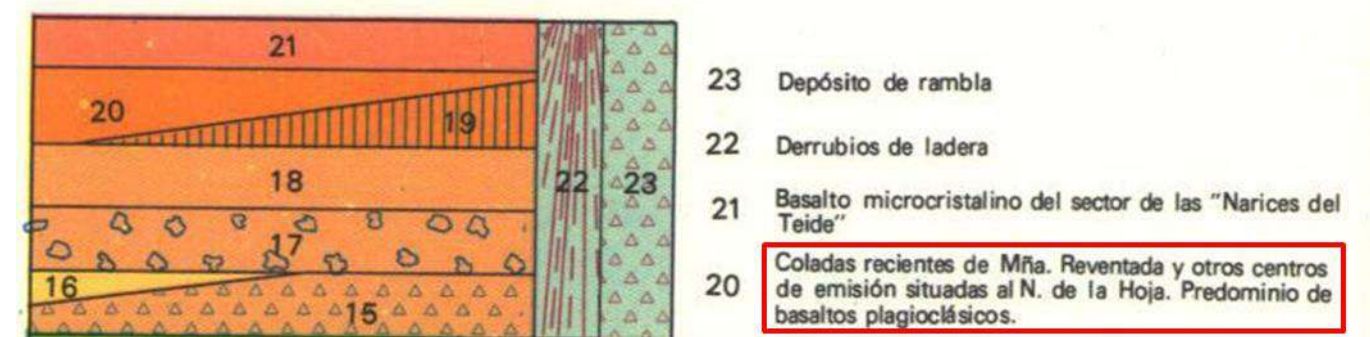 21
20
19
18
22
23
17
16
15
23 Depósito de rambla
22 Derrubios de ladera
21 Basalto microcristalino del sector de las "Narices del
Teide"
20 Coladas recientes de Mña. Reventada y otros centros
de emisión situadas al N. de la Hoja. Predominio de
basaltos plagioclásicos.